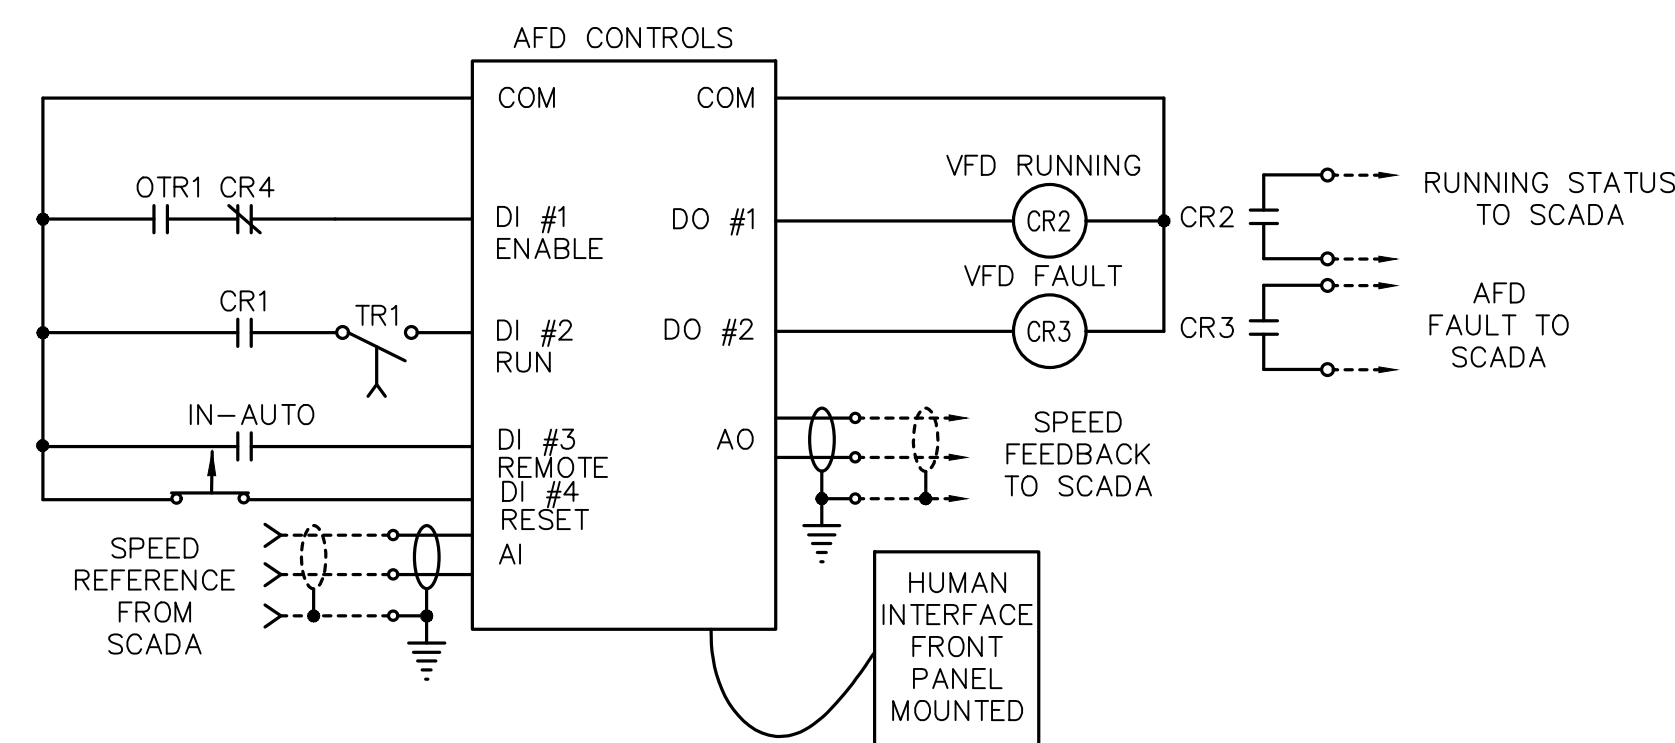 AFD CONTROLS
COM
COM
OTR1 CR4
DI #1
ENABLE
CR1
TR1
DI #2
RUN
IN-AUTO
DI #3
REMOTE
DI #4
RESET
AI
SPEED
REFERENCE
FROM
SCADA
VFD RUNNING
DO #1
CR2
VFD FAULT
DO #2
CR3
AO
CR2
RUNNING STATUS
TO SCADA
CR3
AFD
FAULT TO
SCADA
SPEED
FEEDBACK
TO SCADA
HUMAN
INTERFACE
FRONT
PANEL
MOUNTED